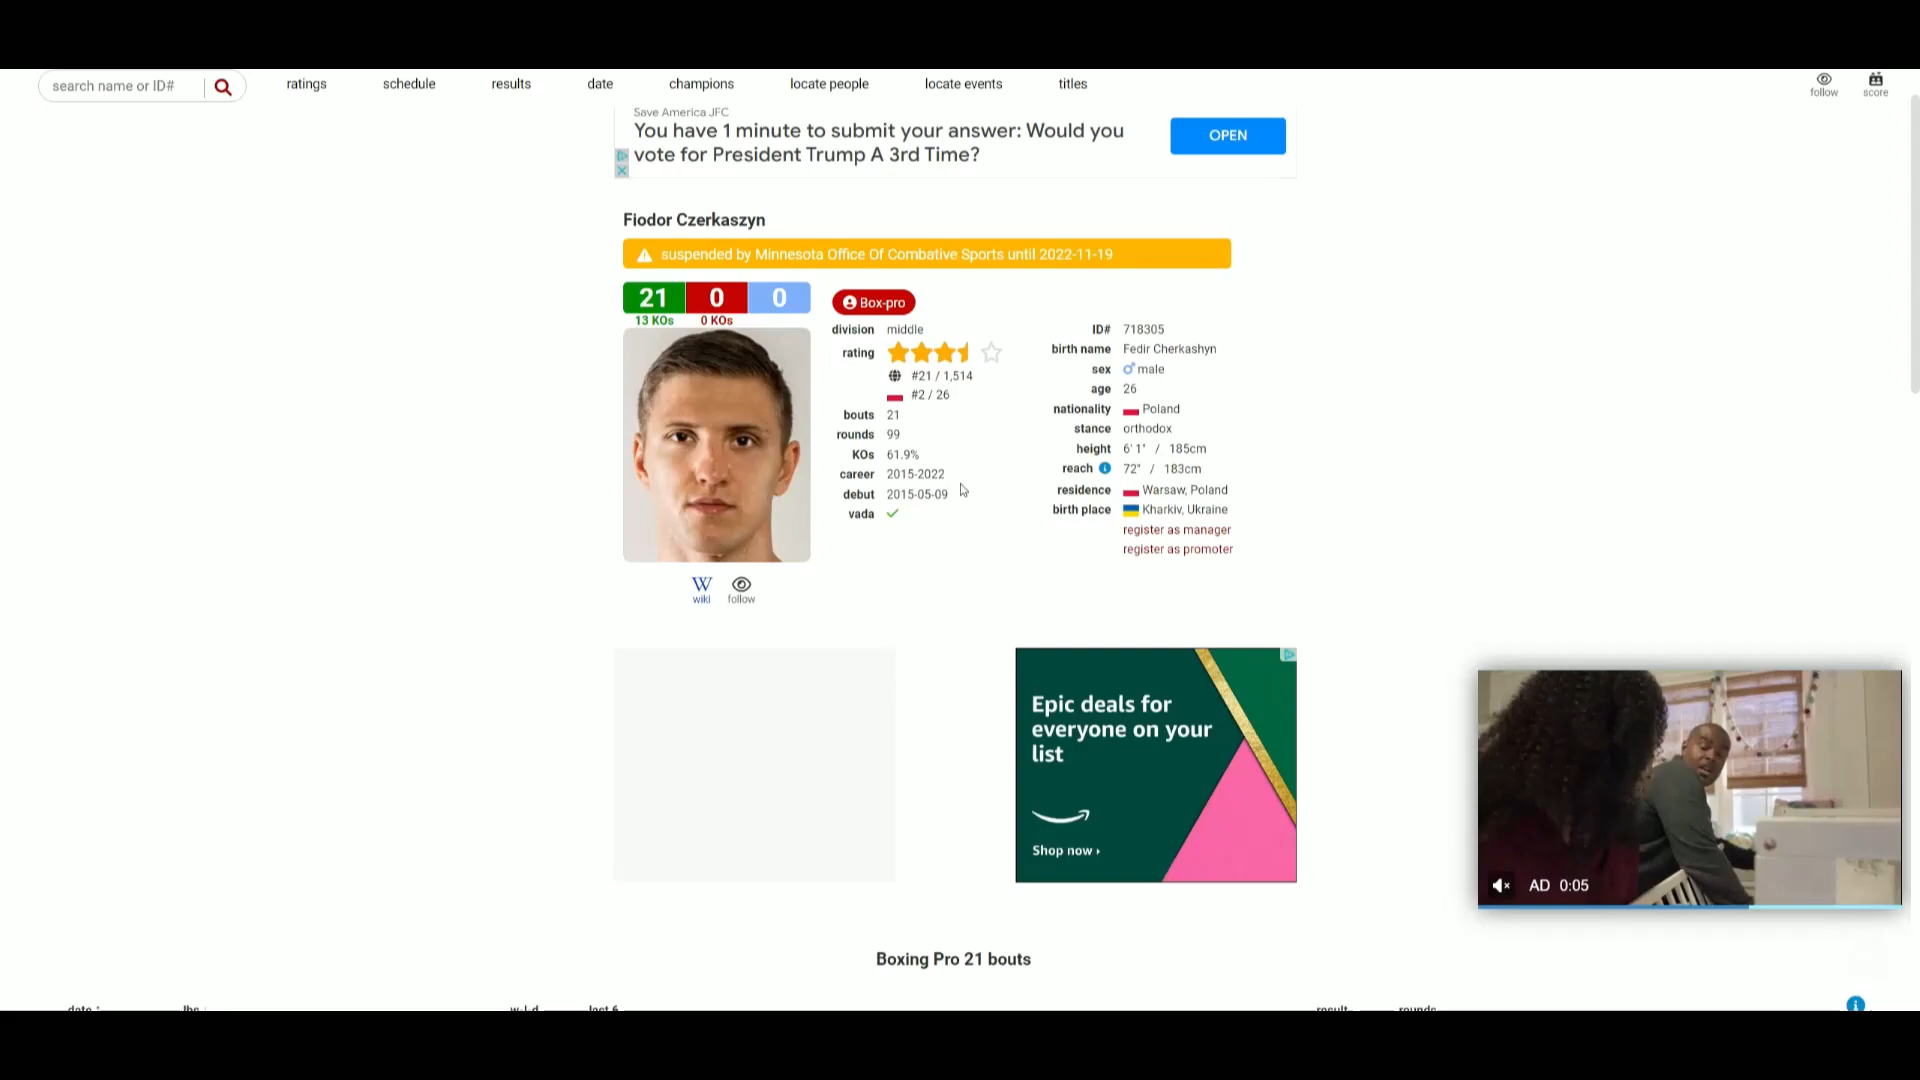 search name or ID#
ratings
schedule
results
date
champions
locate people
locate events
titles
follow
score
Save America JFC
You have 1 minute to submit your answer: Would you
vote for President Trump A 3rd Time?
OPEN
Fiodor Czerkaszyn
suspended by Minnesota Office Of Combative Sports until 2022-11-19
21 0 0
13 KOs 0 KOs
Box-pro
division middle
rating
#21 / 1,514
#2 / 26
bouts 21
rounds 99
KOs 61.9%
career 2015-2022
debut 2015-05-09
vada
ID# 718305
birth name Fedir Cherkashyn
sex male
age 26
nationality Poland
stance orthodox
height 6' 1" / 185cm
reach 72" / 183cm
residence Warsaw, Poland
birth place Kharkiv, Ukraine
register as manager
register as promoter
W
wiki
follow
Epic deals for
everyone on your
list
Shop now
AD 0:05
Boxing Pro 21 bouts
date lbs w-l-d last 6 result rounds